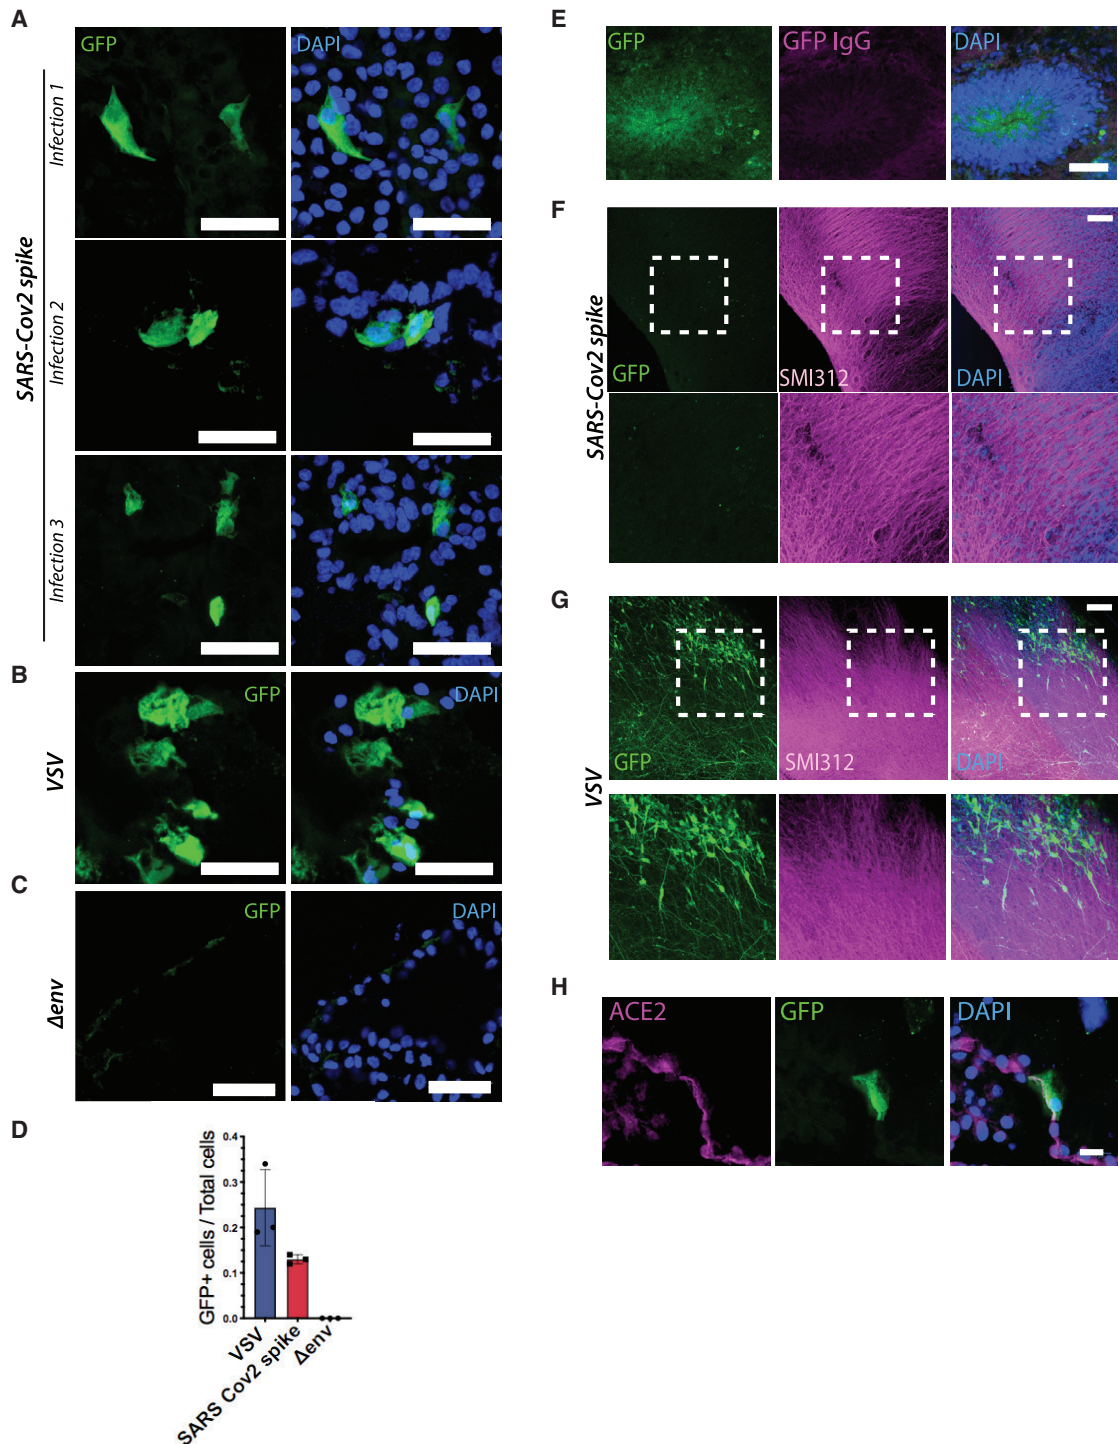 A
GFP
DAPI
SARS-Cov2 spike
Infection 1
Infection 2
Infection 3
B
GFP
DAPI
VSV
C
GFP
DAPI
Δenv
D
GFP+ cells / Total cells
0.4
0.3
0.2
0.1
0.0
VSV
SARS Cov2 spike
Δenv
E
GFP
GFP IgG
DAPI
F
SARS-Cov2 spike
GFP
SMI312
DAPI
G
VSV
GFP
SMI312
DAPI
H
ACE2
GFP
DAPI